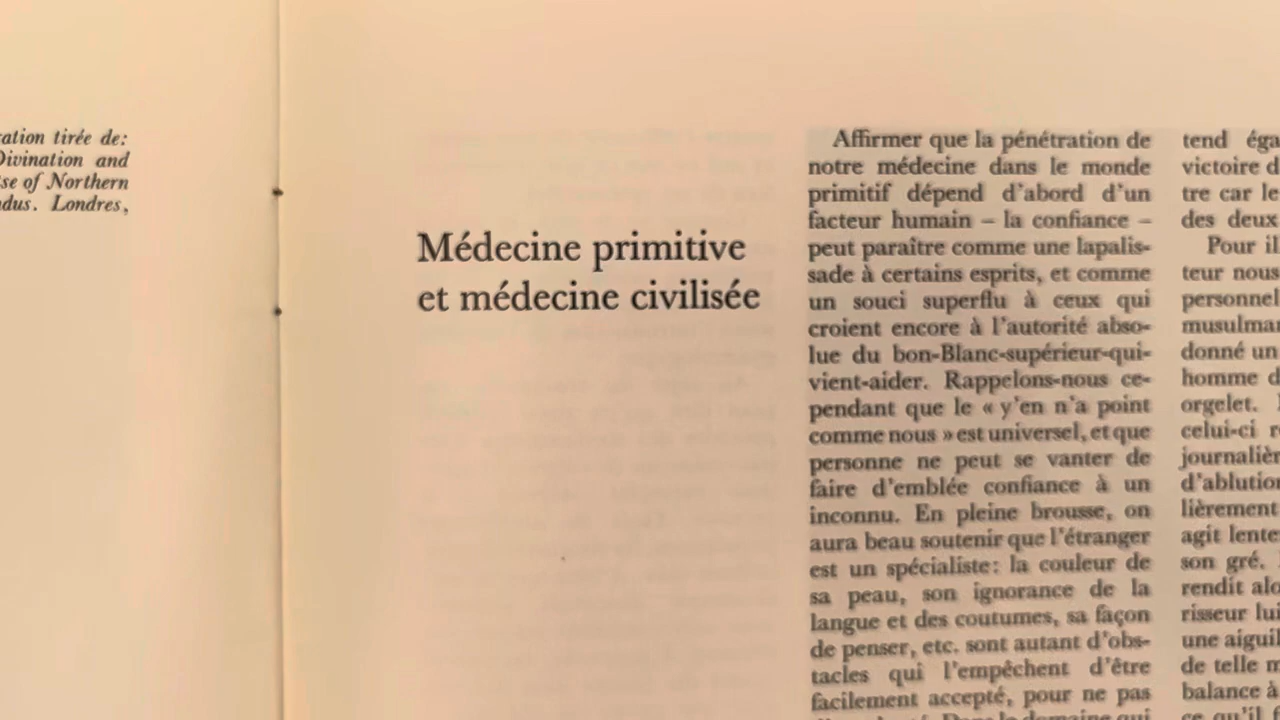 ation tirée de:
Divination and
se of Northern
dus. Londres,
Médecine primitive
et médecine civilisée
Affirmer que la pénétration de
notre médecine dans le monde
primitif dépend d'abord d'un
facteur humain – la confiance –
peut paraître comme une lapalis-
sade à certains esprits, et comme
un souci superflu à ceux qui
croient encore à l'autorité abso-
lue du bon-Blanc-supérieur-qui-
vient-aider. Rappelons-nous ce-
pendant que le « y'en n'a point
comme nous » est universel, et que
personne ne peut se vanter de
faire d'emblée confiance à un
inconnu. En pleine brousse, on
aura beau soutenir que l'étranger
est un spécialiste: la couleur de
sa peau, son ignorance de la
langue et des coutumes, sa façon
de penser, etc. sont autant d'obs-
tacles qui l'empêchent d'être
facilement accepté, pour ne pas
tend éga
victoire d
tre car le
des deux
Pour il
teur nous
personnel
musulma
donné un
homme d
orgelet.
celui-ci r
journaliè
d'ablution
lièrement
agit lente
son gré.
rendit alo
risseur lui
une aiguil
de telle m
balance à
ce qu'il f